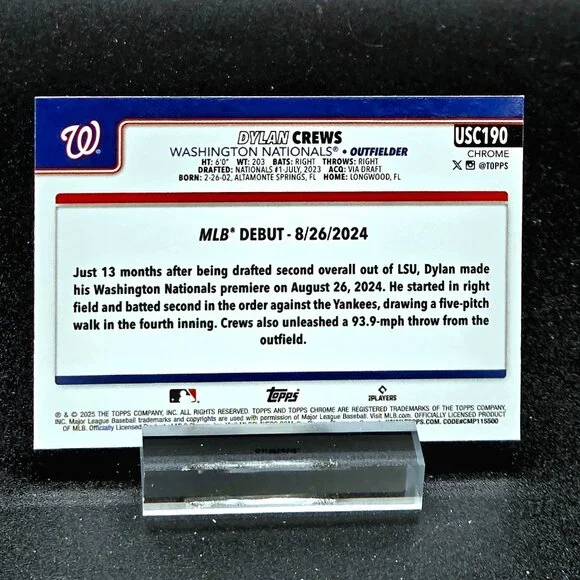 W
DYLAN CREWS
USC190
WASHINGTON NATIONALS® • OUTFIELDER
CHROME
HT: 6'0" WT: 203 BATS: RIGHT THROWS: RIGHT
X @TOPPS
DRAFTED: NATIONALS #1-JULY, 2023 ACQ: VIA DRAFT
BORN: 2-26-02, ALTAMONTE SPRINGS, FL HOME: LONGWOOD, FL
MLB® DEBUT - 8/26/2024
Just 13 months after being drafted second overall out of LSU, Dylan made
his Washington Nationals premiere on August 26, 2024. He started in right
field and batted second in the order against the Yankees, drawing a five-pitch
walk in the fourth inning. Crews also unleashed a 93.9-mph throw from the
outfield.
Topps
PLAYERS
® & © 2025 THE TOPPS COMPANY, INC. ALL RIGHTS RESERVED. TOPPS AND TOPPS CHROME ARE REGISTERED TRADEMARKS OF THE TOPPS COMPANY,
INC. Major League Baseball trademarks and copyrights are used with permission of Major League Baseball. Visit MLB.com. OFFICIALLY LICENSED PRODUCT
OF MLB. Officially Licensed CODE#CMP115500